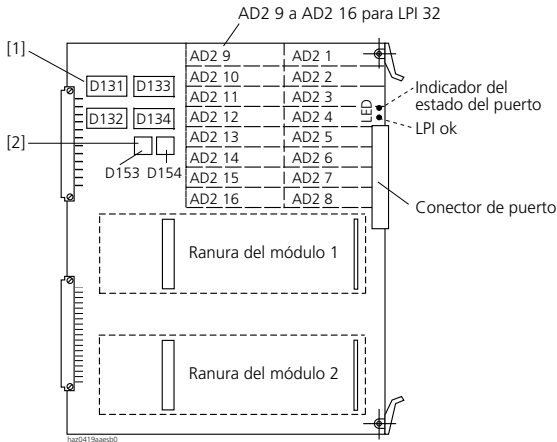 AD2 9 a AD2 16 para LPI 32
[1]
AD2 9 AD2 1
D131 D133
AD2 10 AD2 2
AD2 11 AD2 3
Indicador del
estado del puerto
LED
D132 D134
AD2 12 AD2 4
LPI ok
[2]
AD2 13 AD2 5
AD2 14 AD2 6
D153 D154
AD2 15 AD2 7
AD2 16 AD2 8
Conector de puerto
Ranura del módulo 1
Ranura del módulo 2
haz0419aaesb0